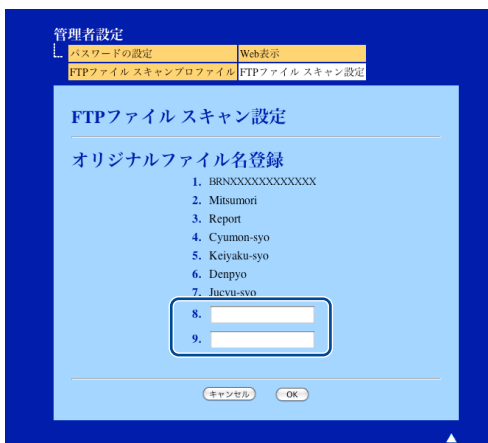 管理者設定
パスワードの設定 Web表示
FTPファイル スキャンプロファイル FTPファイル スキャン設定
FTPファイル スキャン設定
オリジナルファイル名登録
1. BRNXXXXXXXXXXXX
2. Mitsumori
3. Report
4. Cyumon-syo
5. Keiyaku-syo
6. Denpyo
7. Jucyu-syo
8.
9.
キャンセル OK